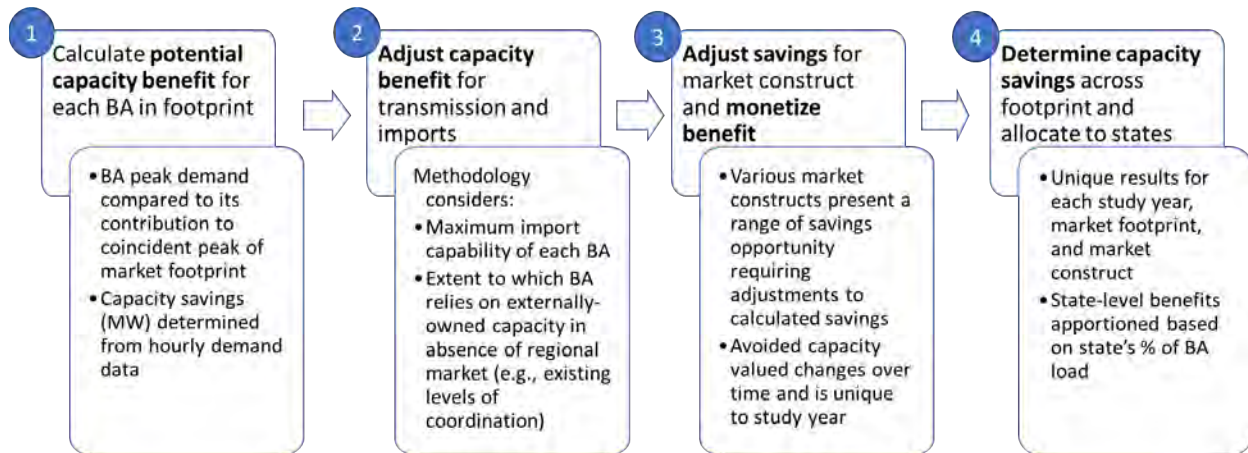 1
Calculate potential
capacity benefit for
each BA in footprint
•BA peak demand
compared to its
contribution to
coincident peak of
market footprint
•Capacity savings
(MW) determined
from hourly demand
data
2
Adjust capacity
benefit for
transmission and
imports
Methodology
considers:
•Maximum import
capability of each BA
•Extent to which BA
relies on externally-
owned capacity in
absence of regional
market (e.g., existing
levels of
coordination)
3
Adjust savings for
market construct
and monetize
benefit
•Various market
constructs present a
range of savings
opportunity
requiring
adjustments to
calculated savings
•Avoided capacity
valued changes over
time and is unique
to study year
4
Determine capacity
savings across
footprint and
allocate to states
•Unique results for
each study year,
market footprint,
and market
construct
•State-level benefits
apportioned based
on state's % of BA
load